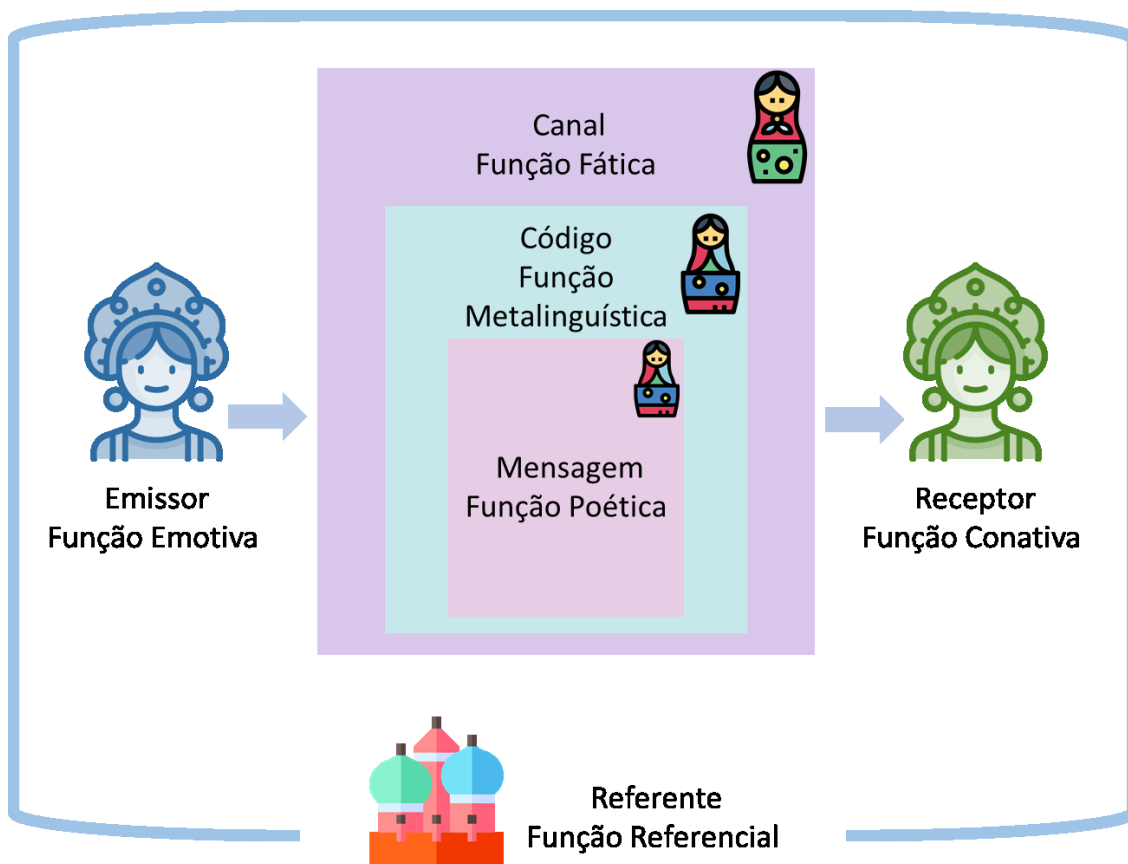 Canal
Função Fática
Código
Função
Metalinguística
Mensagem
Função Poética
Emissor
Função Emotiva
Receptor
Função Conativa
Referente
Função Referencial